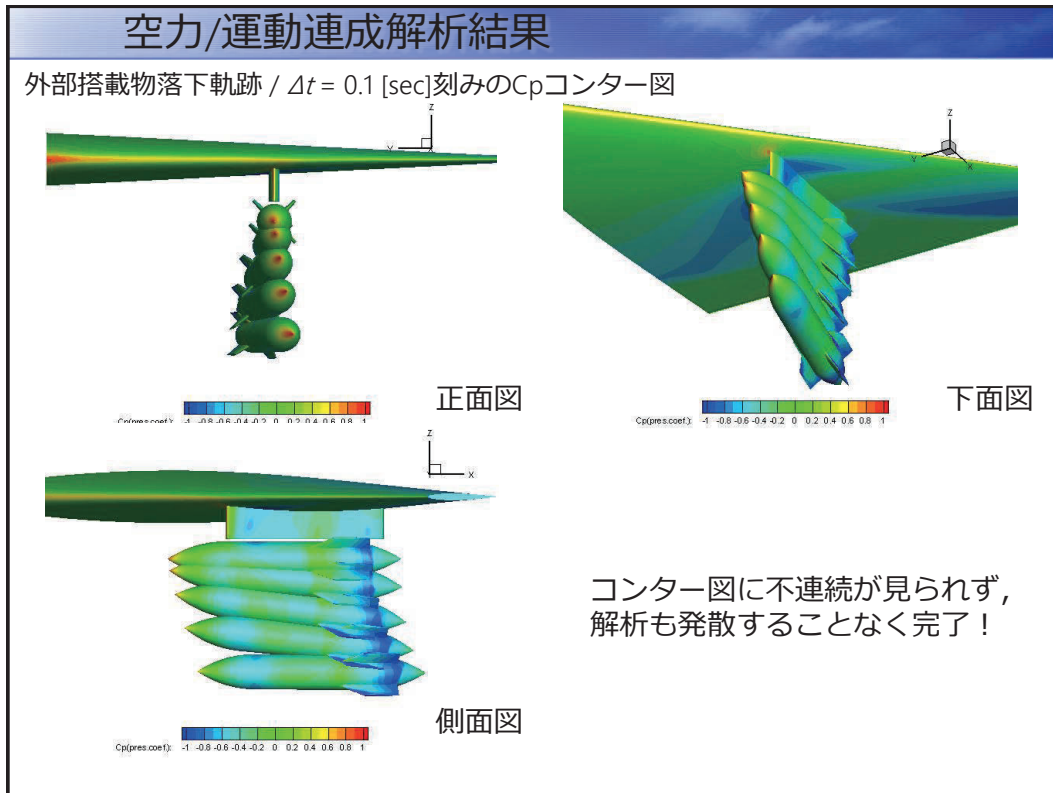 空力/運動連成解析結果
外部搭載物落下軌跡 / Δt = 0.1 [sec]刻みのCpコンター図
Z
Y
X
正面図
Cp(pres.coef.): -1 -0.8 -0.6 -0.4 -0.2 0 0.2 0.4 0.6 0.8 1
Z
Y
X
下面図
Cp(pres.coef.): -1 -0.8 -0.6 -0.4 -0.2 0 0.2 0.4 0.6 0.8 1
Z
Y
X
側面図
Cp(pres.coef.): -1 -0.8 -0.6 -0.4 -0.2 0 0.2 0.4 0.6 0.8 1
コンター図に不連続が見られず,
解析も発散することなく完了！